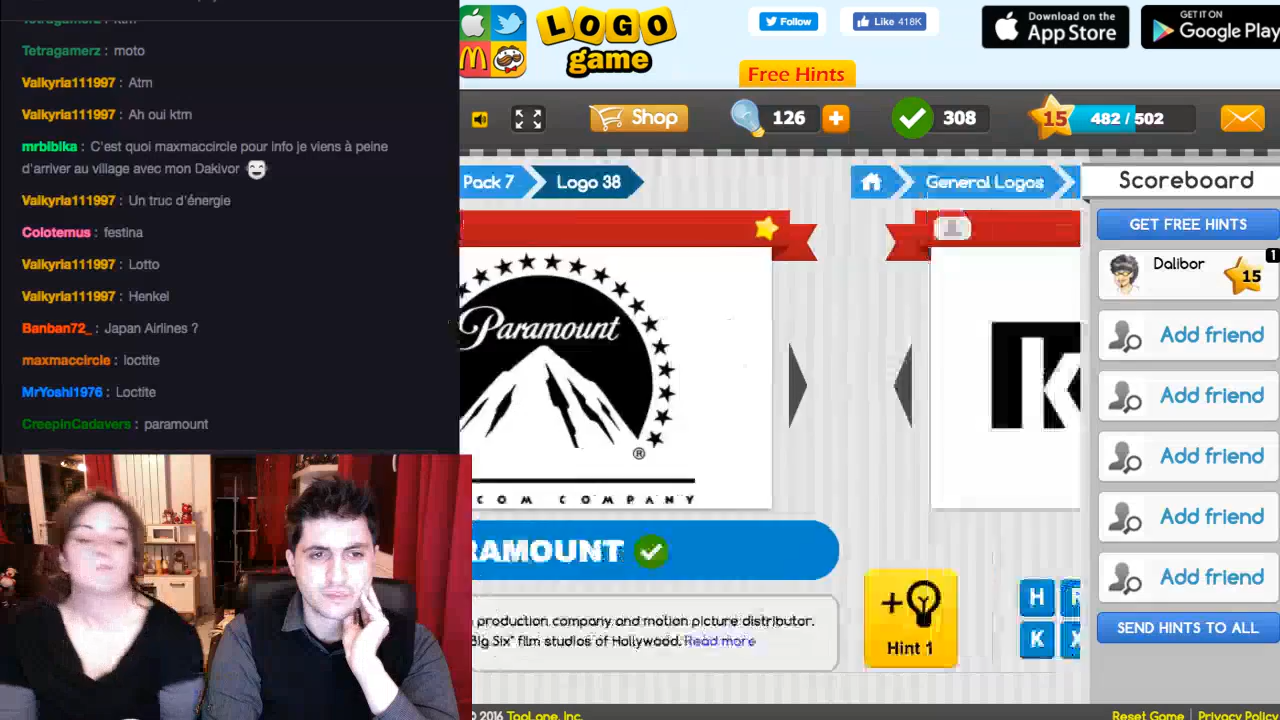 Tetragamerz : moto
Valkyria111997 : Atm
Valkyria111997 : Ah oui ktm
mrbiblka : C'est quoi maxmaccircle pour info je viens à peine
d'arriver au village avec mon Dakivor
Valkyria111997 : Un truc d'énergie
Colotemus : festina
Valkyria111997 : Lotto
Valkyria111997 : Henkel
Banban72_ : Japan Airlines ?
maxmaccircle : loctite
MrYoshi1976 : Loctite
CreepinCadavers : paramount
LOGO
game
Follow
Like 418K
Download on the
App Store
GET IT ON
Google Play
Free Hints
Shop
126
308
15
482 / 502
Pack 7
Logo 38
General Logos
Scoreboard
GET FREE HINTS
Dalibor
15
1
Add friend
Add friend
Add friend
Add friend
Add friend
SEND HINTS TO ALL
Paramount
®
COM COMPANY
k
RAMOUNT
production company and motion picture distributor.
Big Six" film studios of Hollywood. Read more
+
Hint 1
H
K
© 2016 TooLane, Inc.
Reset Game | Privacy Policy